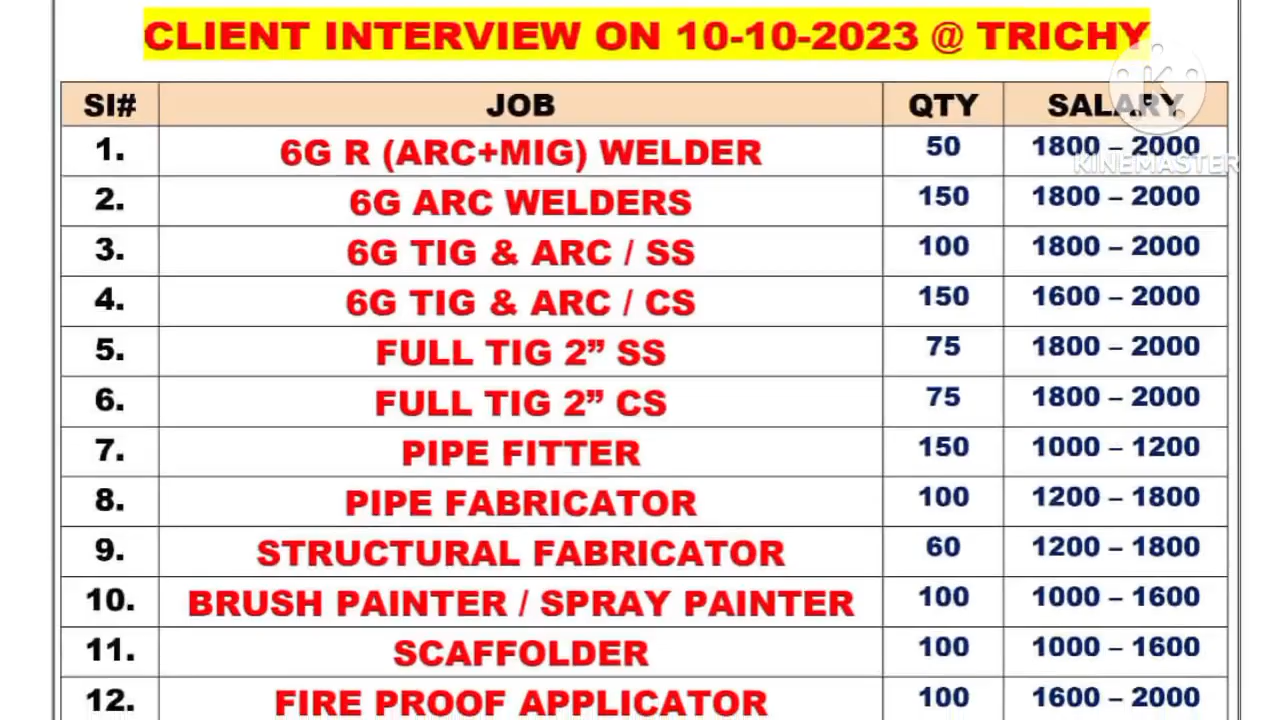 CLIENT INTERVIEW ON 10-10-2023 @ TRICHY
SI# JOB QTY SALARY
1. 6G R (ARC+MIG) WELDER 50 1800 – 2000
KINEMASTER
2. 6G ARC WELDERS 150 1800 – 2000
3. 6G TIG & ARC / SS 100 1800 – 2000
4. 6G TIG & ARC / CS 150 1600 – 2000
5. FULL TIG 2” SS 75 1800 – 2000
6. FULL TIG 2” CS 75 1800 – 2000
7. PIPE FITTER 150 1000 – 1200
8. PIPE FABRICATOR 100 1200 – 1800
9. STRUCTURAL FABRICATOR 60 1200 – 1800
10. BRUSH PAINTER / SPRAY PAINTER 100 1000 – 1600
11. SCAFFOLDER 100 1000 – 1600
12. FIRE PROOF APPLICATOR 100 1600 – 2000